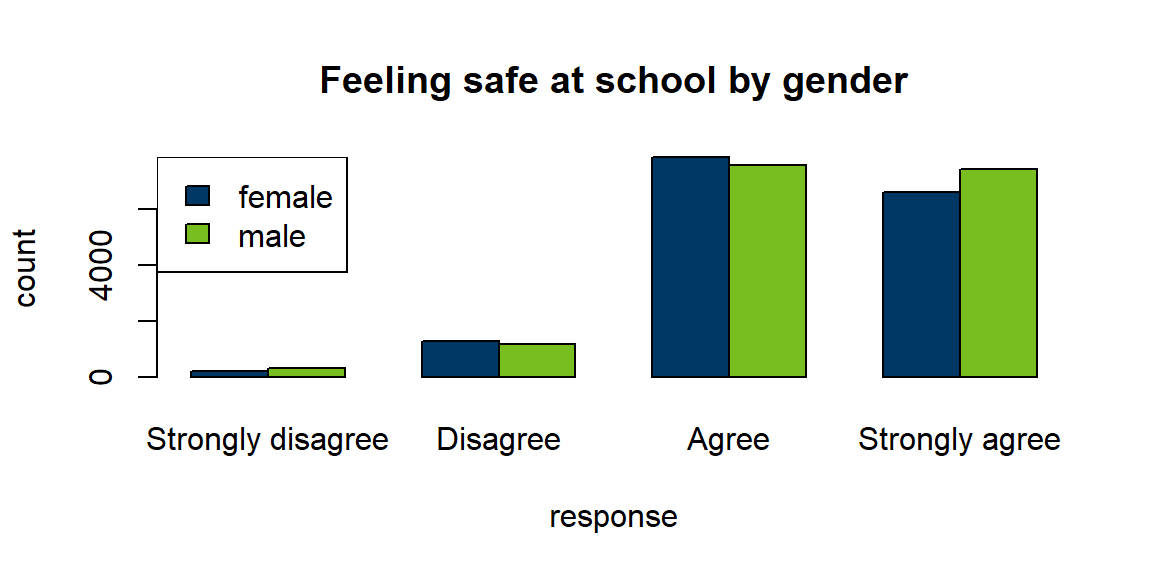 Feeling safe at school by gender
female
male
count
4000
0
Strongly disagree
Disagree
Agree
Strongly agree
response